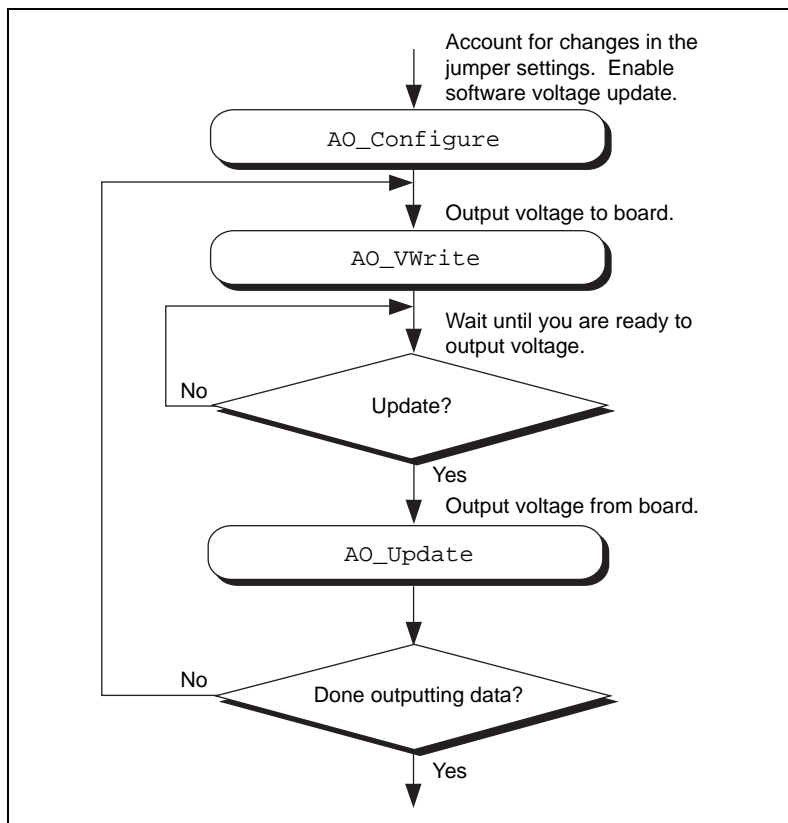 Account for changes in the
jumper settings. Enable
software voltage update.
AO_Configure
Output voltage to board.
AO_VWrite
Wait until you are ready to
output voltage.
No
Update?
Yes
Output voltage from board.
AO_Update
No
Done outputting data?
Yes